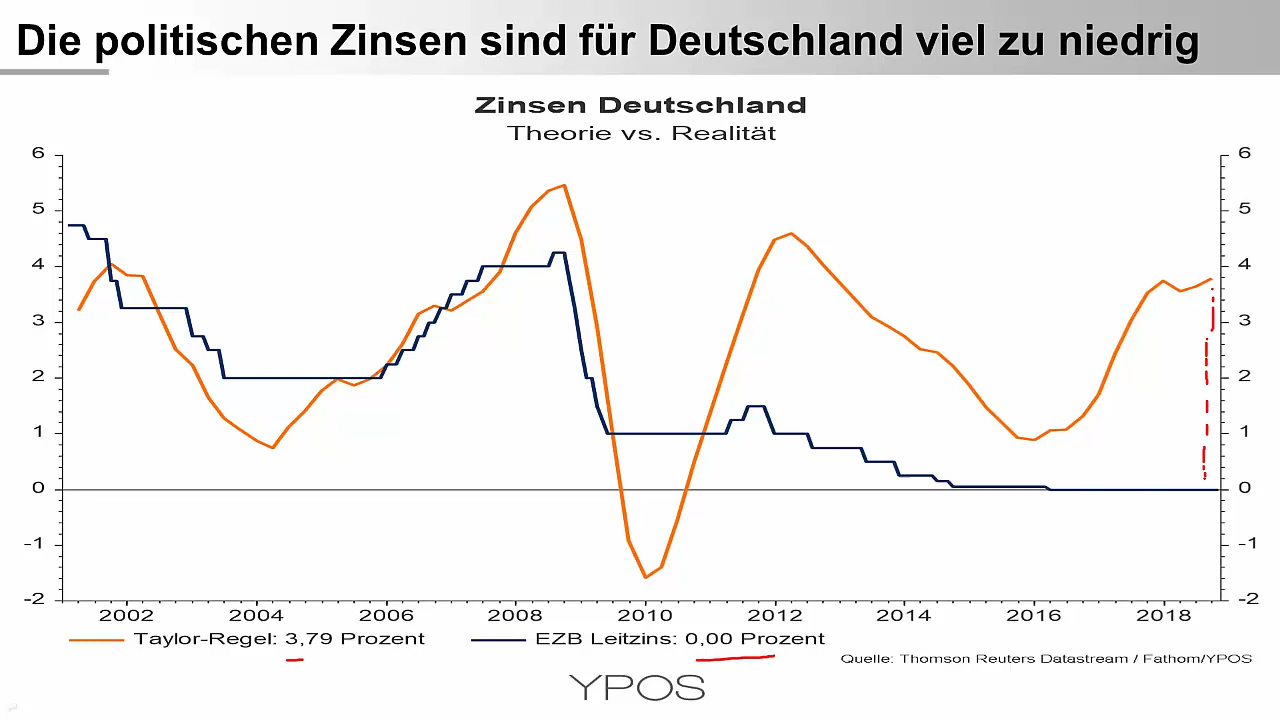 Die politischen Zinsen sind für Deutschland viel zu niedrig
Zinsen Deutschland
Theorie vs. Realität
6 6
5 5
4 4
3 3
2 2
1 1
0 0
-1 -1
-2 -2
2002 2004 2006 2008 2010 2012 2014 2016 2018
Taylor-Regel: 3,79 Prozent EZB Leitzins: 0,00 Prozent
Quelle: Thomson Reuters Datastream / Fathom/YPOS
YPOS